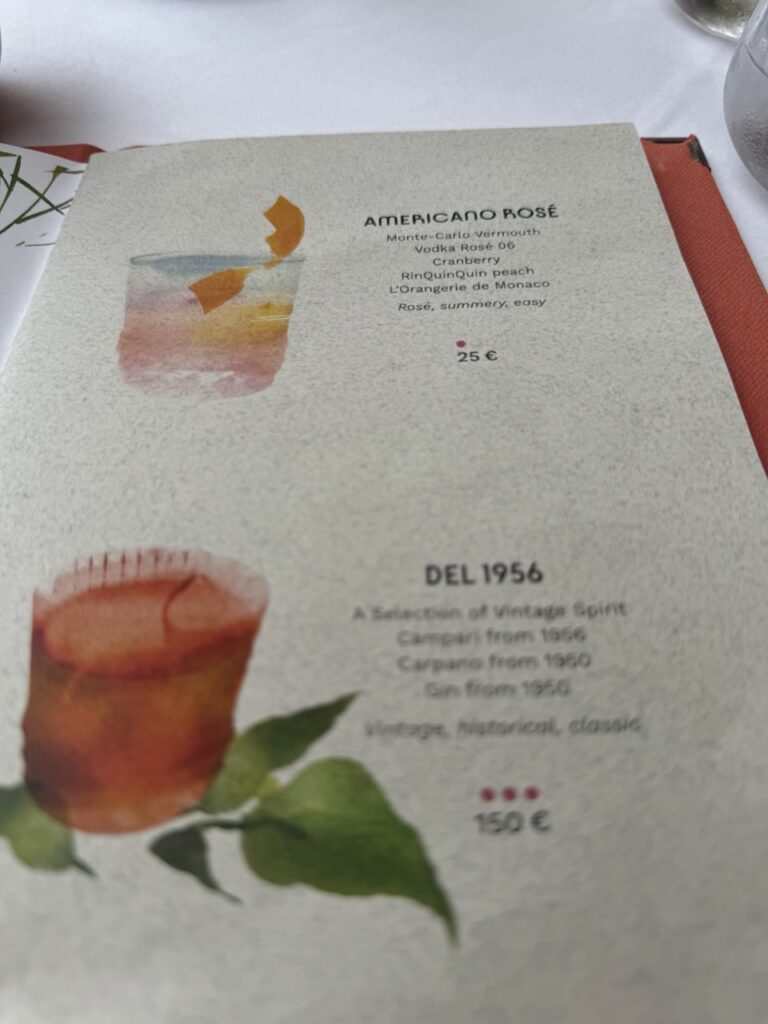 AMERICANO ROSÉ
Monte-Carlo Vermouth
Vodka Rosé 06
Cranberry
RinQuinQuin peach
L'Orangerie de Monaco
Rosé, summery, easy
25 €
DEL 1956
A Selection of Vintage Spirit
Campari from 1956
Carpano from 1950
Gin from 1950
Vintage, historical, classic
150 €